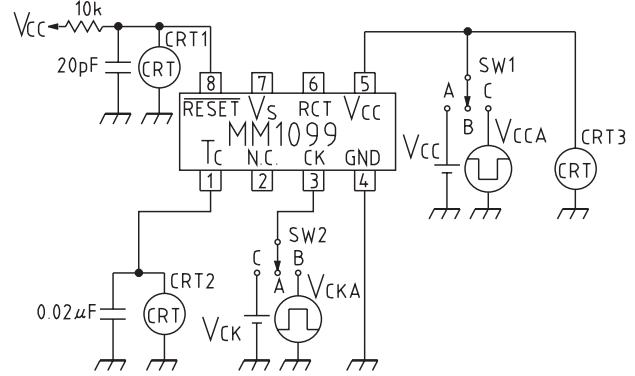 10k
VCC
CRT1
20pF
CRT
8 7 6 5
RESET VS RCT VCC
MM1099
TC N.C. CK GND
1 2 3 4
SW1
A C
B
VCC
VCCA
CRT3
CRT
SW2
C B
A
VCKA
VCK
CRT2
0.02μF
CRT